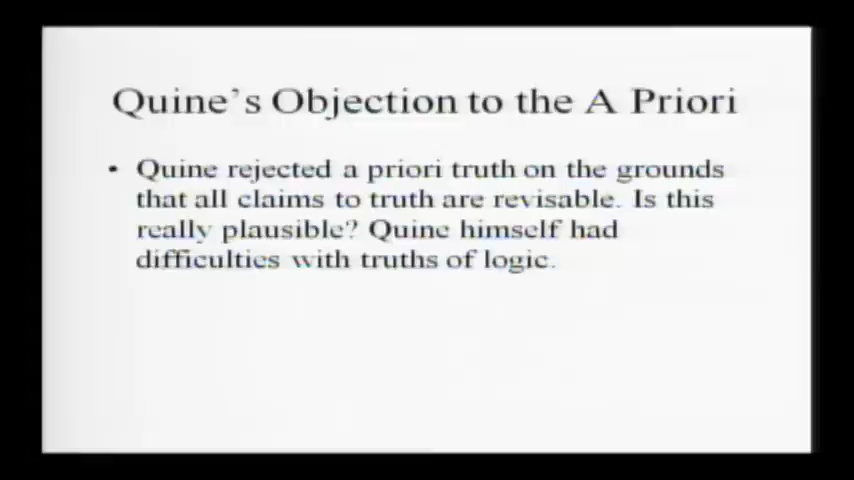 Quine's Objection to the A Priori
• Quine rejected a priori truth on the grounds
that all claims to truth are revisable. Is this
really plausible? Quine himself had
difficulties with truths of logic.